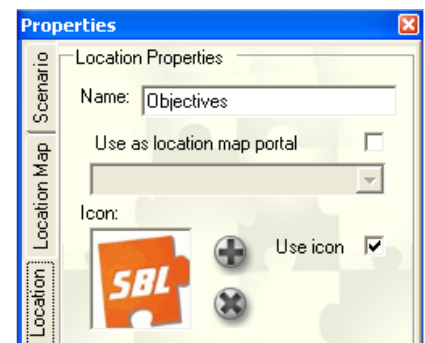 Properties
Scenario
Location Map
Location
Location Properties
Name: Objectives
Use as location map portal
Icon:
SBL
Use icon